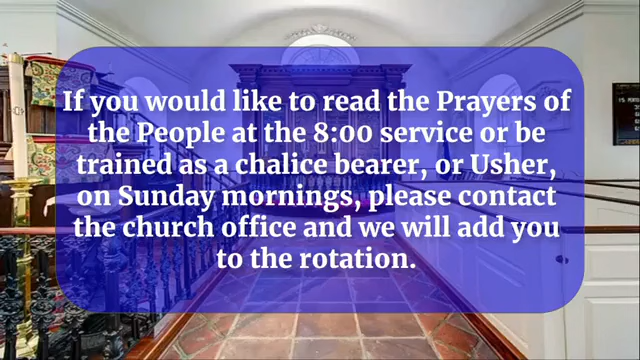 If you would like to read the Prayers of
the People at the 8:00 service or be
trained as a chalice bearer, or Usher,
on Sunday mornings, please contact
the church office and we will add you
to the rotation.